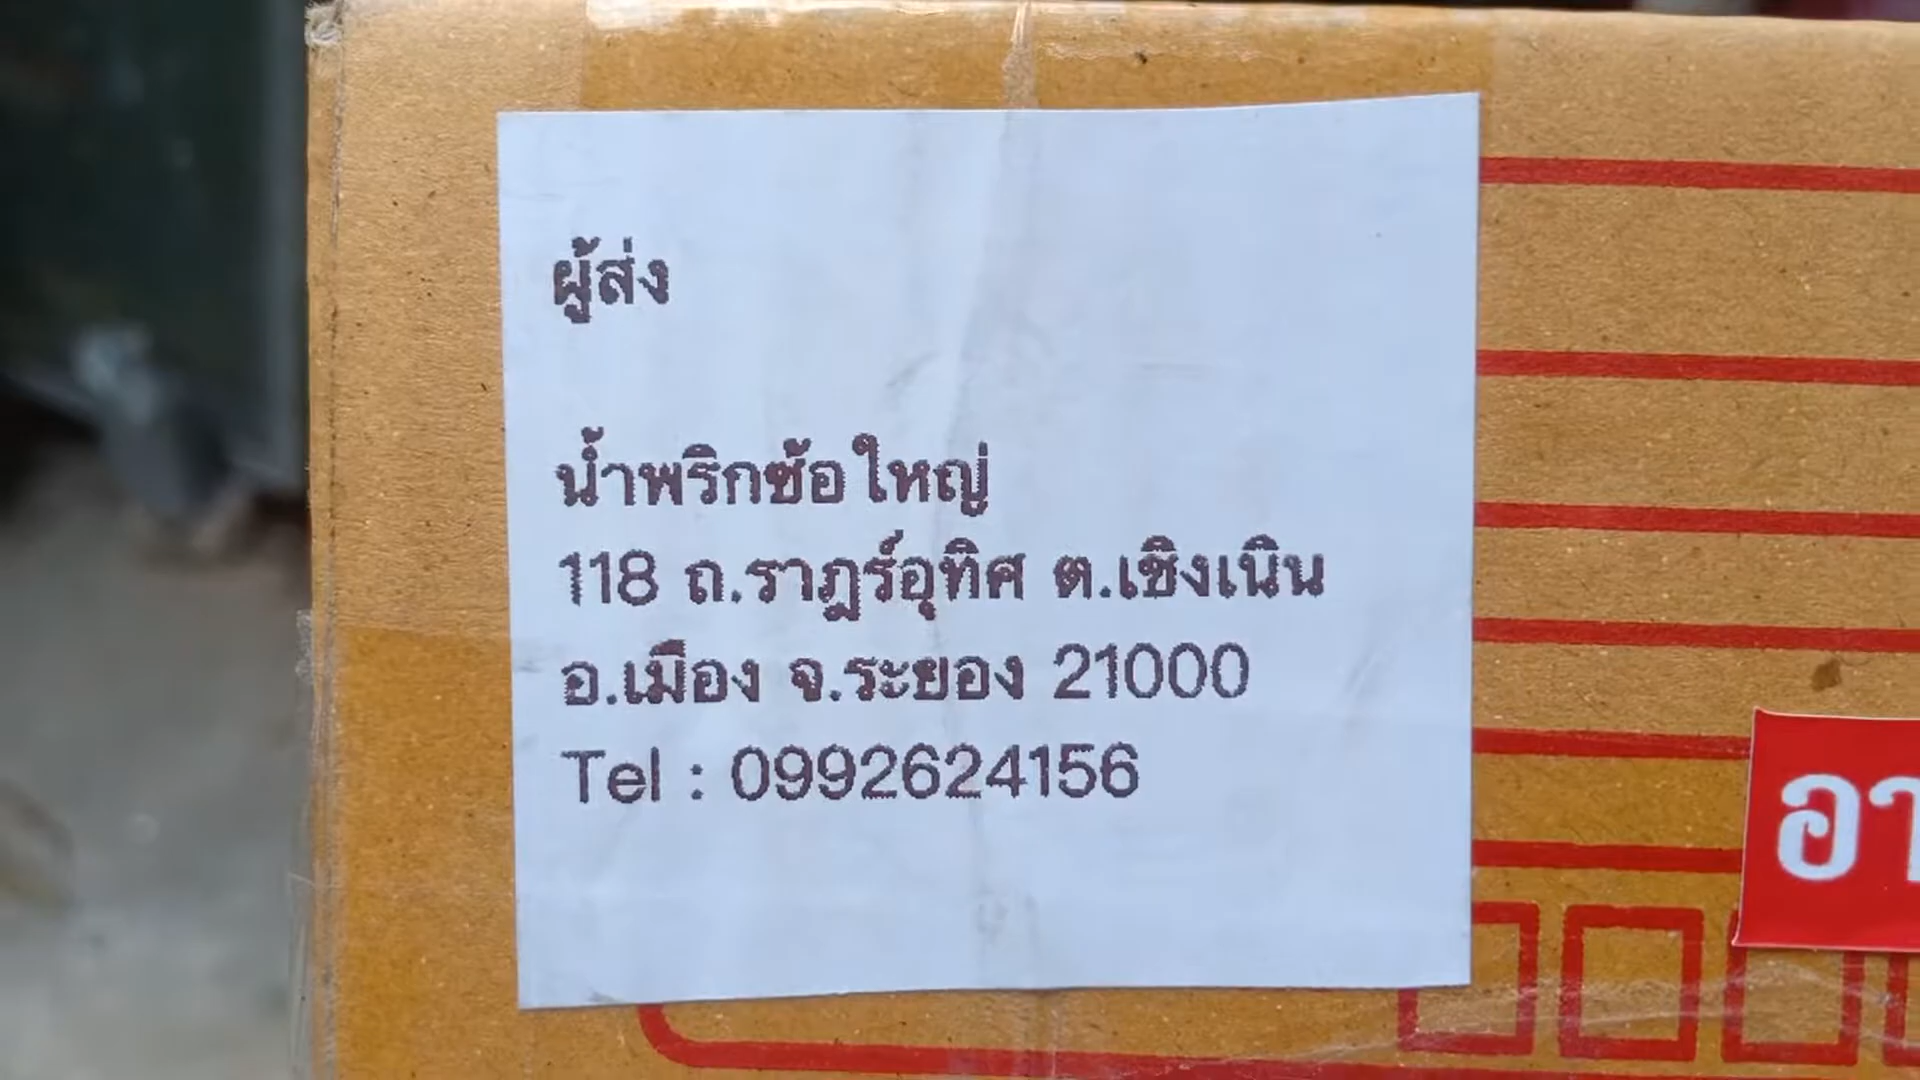 ผู้ส่ง
น้ำพริกซ้อใหญ่
118 ถ.ราฎร์อุทิศ ต.เชิงเนิน
อ.เมือง จ.ระยอง 21000
Tel : 0992624156